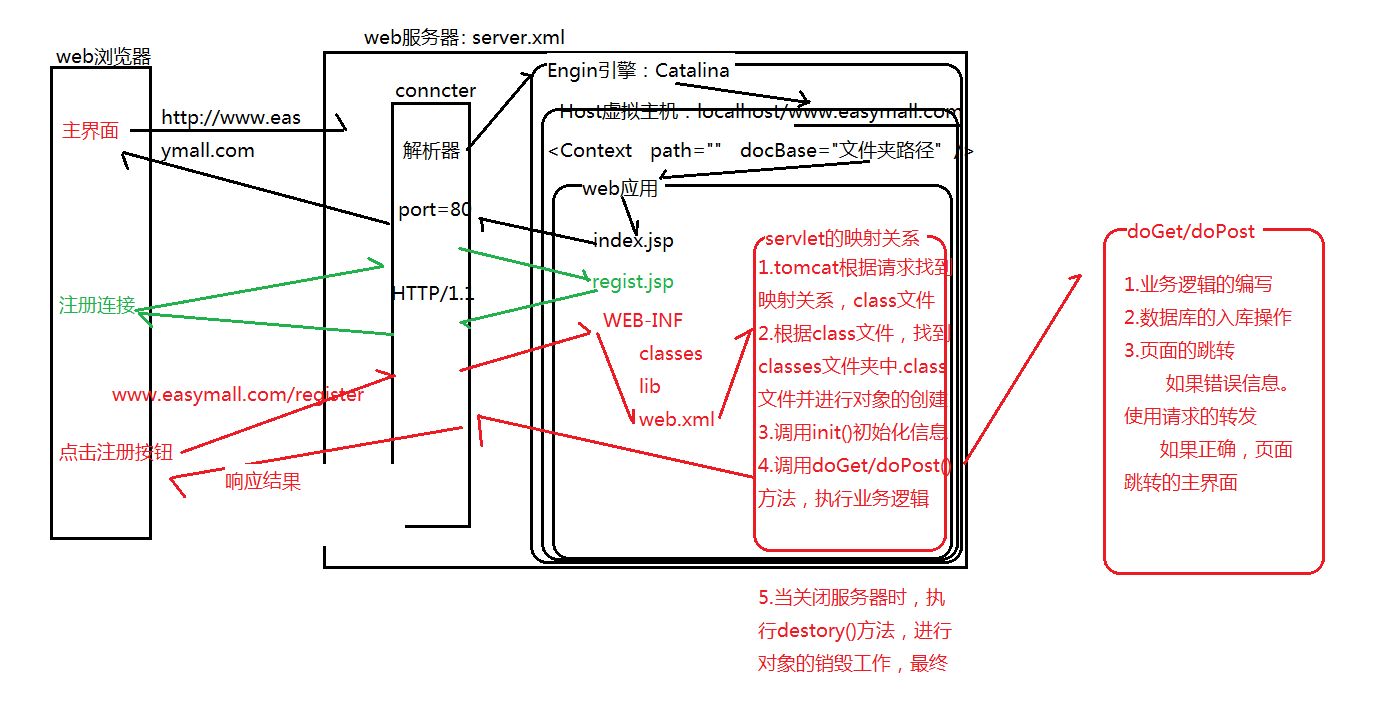 web服务器: server.xml
web浏览器
主界面
http://www.eas
ymall.com
注册连接
www.easymall.com/register
点击注册按钮
响应结果
conncter
解析器
port=80
HTTP/1.1
Engin引擎：Catalina
Host虚拟主机：localhost/www.easymall.com
<Context path="" docBase="文件夹路径" />
web应用
index.jsp
regist.jsp
WEB-INF
classes
lib
web.xml
servlet的映射关系
1.tomcat根据请求找到
映射关系，class文件
2.根据class文件，找到
classes文件夹中.class
文件并进行对象的创建
3.调用init()初始化信息
4.调用doGet/doPost()
方法，执行业务逻辑
5.当关闭服务器时，执
行destory()方法，进行
对象的销毁工作，最终
doGet/doPost
1.业务逻辑的编写
2.数据库的入库操作
3.页面的跳转
如果错误信息。
使用请求的转发
如果正确，页面
跳转的主界面